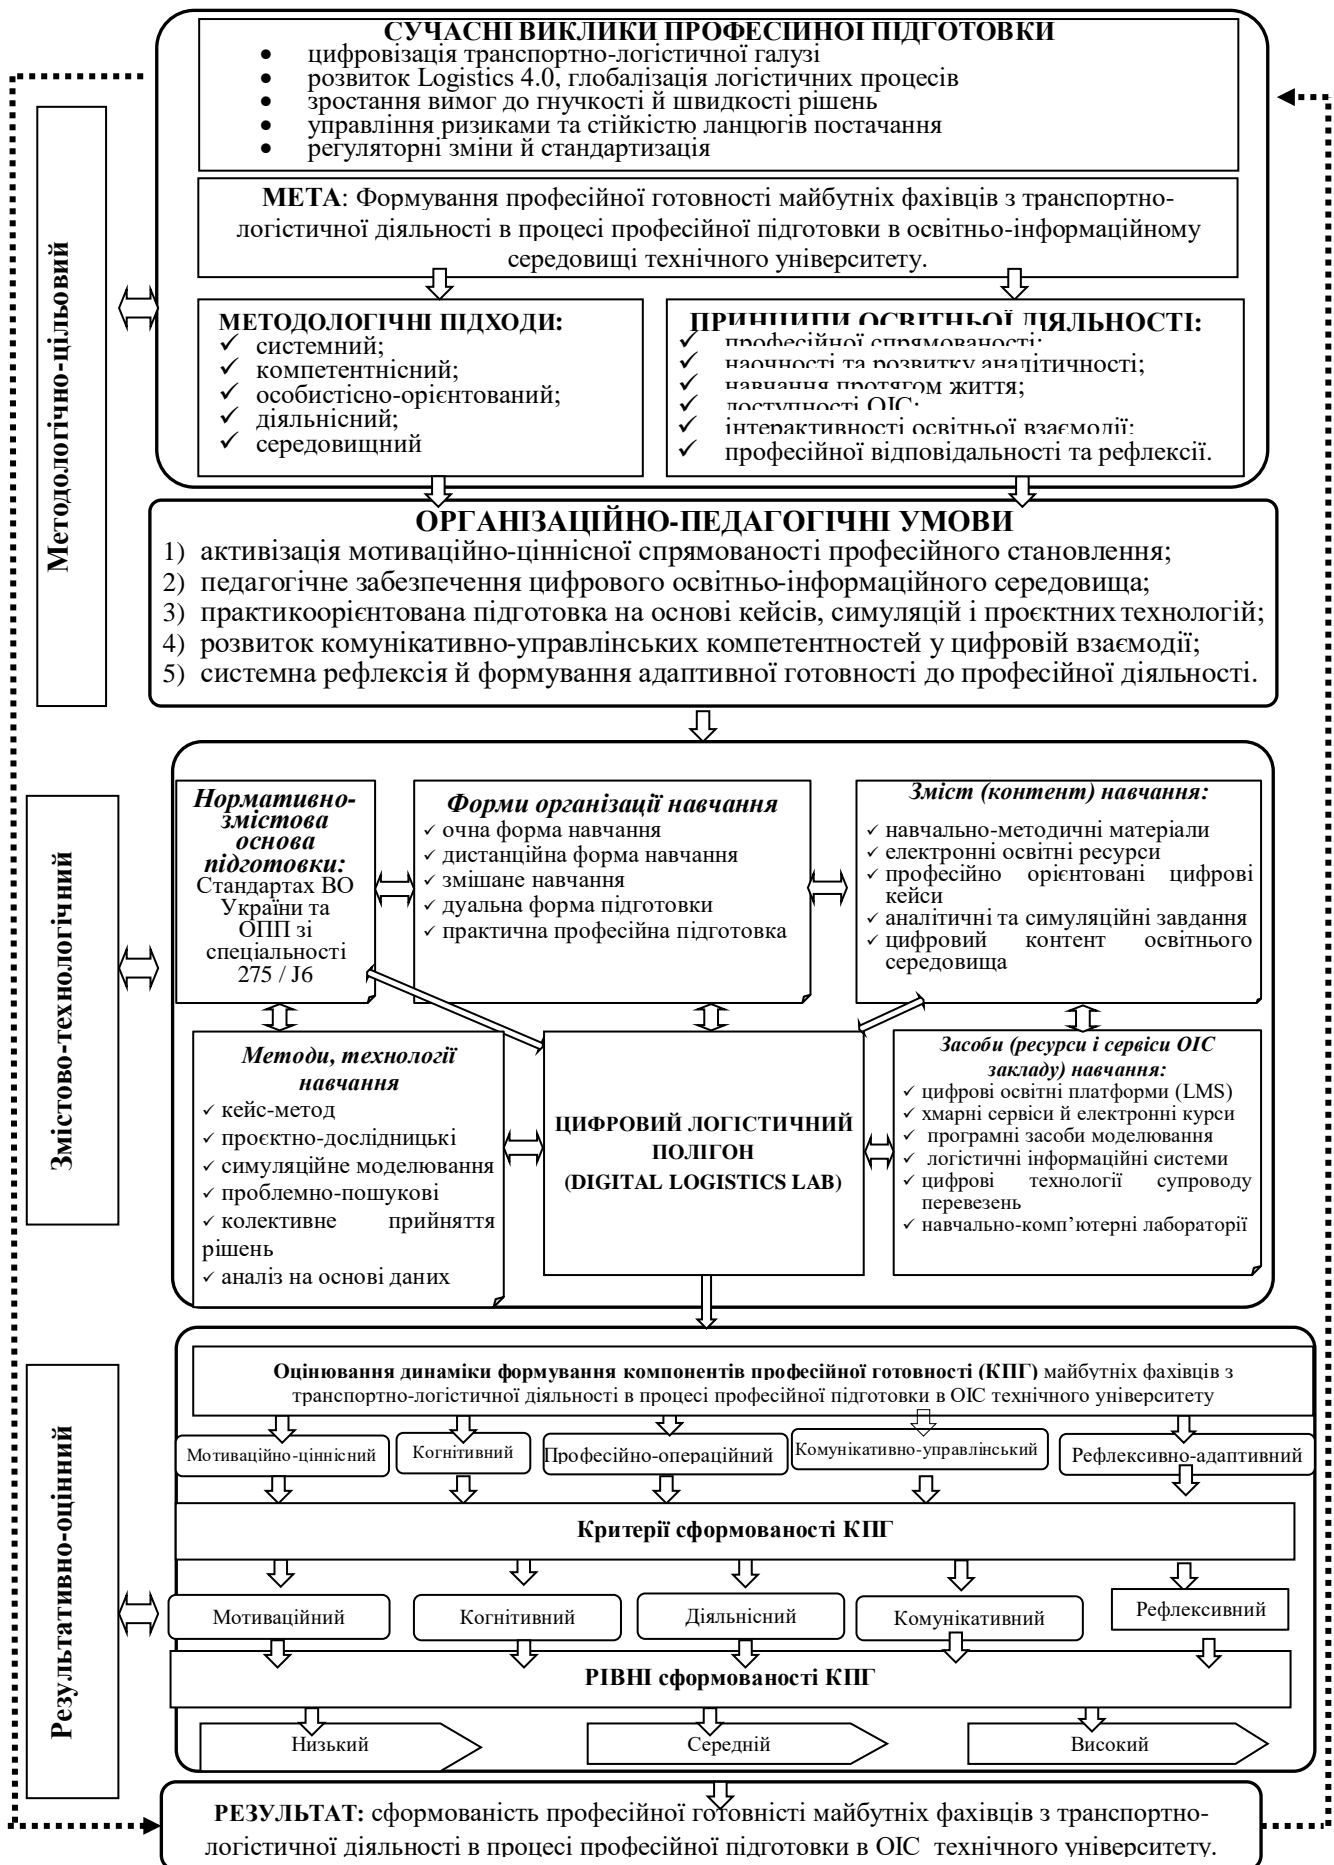 СУЧАСНІ ВИКЛИКИ ПРОФЕСІЙНОЇ ПІДГОТОВКИ
• цифровізація транспортно-логістичної галузі
• розвиток Logistics 4.0, глобалізація логістичних процесів
• зростання вимог до гнучкості й швидкості рішень
• управління ризиками та стійкістю ланцюгів постачання
• регуляторні зміни й стандартизація
МЕТА: Формування професійної готовності майбутніх фахівців з транспортно-
логістичної діяльності в процесі професійної підготовки в освітньо-інформаційному
середовищі технічного університету.
МЕТОДОЛОГІЧНІ ПІДХОДИ:
✓ системний;
✓ компетентнісний;
✓ особистісно-орієнтований;
✓ діяльнісний;
✓ середовищний
ПРИНЦИПИ ОСВІТНЬОЇ ДІЯЛЬНОСТІ:
✓ професійної спрямованості;
✓ наочності та розвитку аналітичності;
✓ навчання протягом життя;
✓ доступності ОІС;
✓ інтерактивності освітньої взаємодії;
✓ професійної відповідальності та рефлексії.
Методологічно-цільовий
ОРГАНІЗАЦІЙНО-ПЕДАГОГІЧНІ УМОВИ
1) активізація мотиваційно-ціннісної спрямованості професійного становлення;
2) педагогічне забезпечення цифрового освітньо-інформаційного середовища;
3) практикоорієнтована підготовка на основі кейсів, симуляцій і проєктних технологій;
4) розвиток комунікативно-управлінських компетентностей у цифровій взаємодії;
5) системна рефлексія й формування адаптивної готовності до професійної діяльності.
Змістово-технологічний
Нормативно-
змістова
основа
підготовки:
Стандартах ВО
України та
ОПП зі
спеціальності
275 / J6
Форми організації навчання
✓ очна форма навчання
✓ дистанційна форма навчання
✓ змішане навчання
✓ дуальна форма підготовки
✓ практична професійна підготовка
Зміст (контент) навчання:
✓ навчально-методичні матеріали
✓ електронні освітні ресурси
✓ професійно орієнтовані цифрові
кейси
✓ аналітичні та симуляційні завдання
✓ цифровий контент освітнього
середовища
Методи, технології
навчання
✓ кейс-метод
✓ проєктно-дослідницькі
✓ симуляційне моделювання
✓ проблемно-пошукові
✓ колективне прийняття
рішень
✓ аналіз на основі даних
ЦИФРОВИЙ ЛОГІСТИЧНИЙ
ПОЛІГОН
(DIGITAL LOGISTICS LAB)
Засоби (ресурси і сервіси ОІС
закладу) навчання:
✓ цифрові освітні платформи (LMS)
✓ хмарні сервіси й електронні курси
✓ програмні засоби моделювання
✓ логістичні інформаційні системи
✓ цифрові технології супроводу
перевезень
✓ навчально-комп’ютерні лабораторії
Результативно-оцінний
Оцінювання динаміки формування компонентів професійної готовності (КПГ) майбутніх фахівців з
транспортно-логістичної діяльності в процесі професійної підготовки в ОІС технічного університету
Мотиваційно-ціннісний
Когнітивний
Професійно-операційний
Комунікативно-управлінський
Рефлексивно-адаптивний
Критерії сформованості КПГ
Мотиваційний
Когнітивний
Діяльнісний
Комунікативний
Рефлексивний
РІВНІ сформованості КПГ
Низький
Середній
Високий
РЕЗУЛЬТАТ: сформованість професійної готовністі майбутніх фахівців з транспортно-
логістичної діяльності в процесі професійної підготовки в ОІС технічного університету.